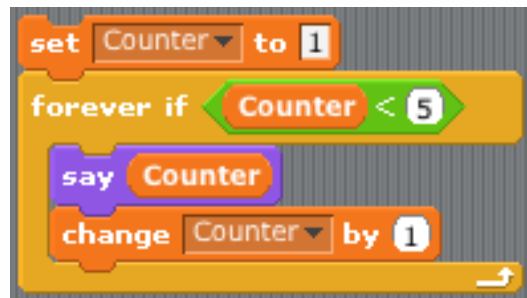 set Counter to 1
forever if Counter < 5
say Counter
change Counter by 1